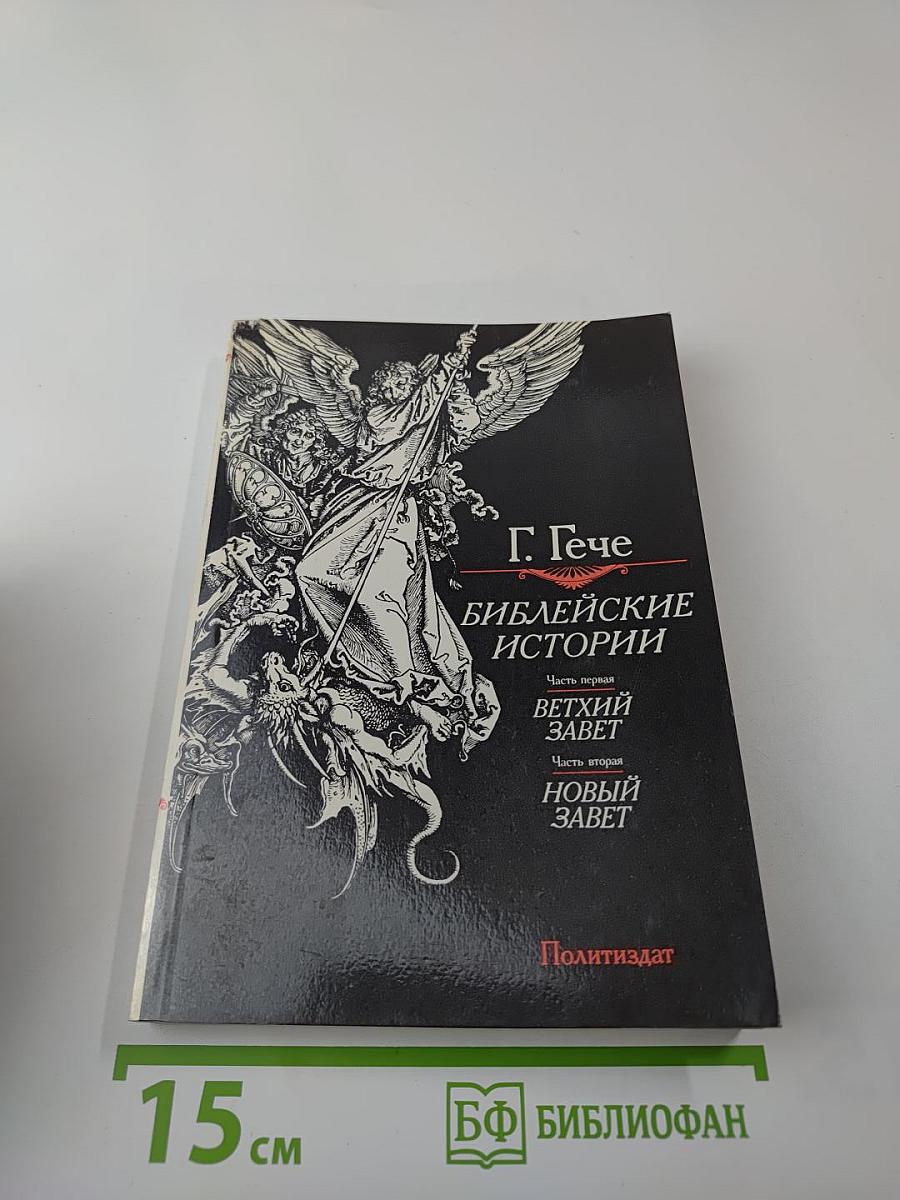 Г. Гече
БИБЛЕЙСКИЕ
ИСТОРИИ
Часть первая
ВЕТХИЙ
ЗАВЕТ
Часть вторая
НОВЫЙ
ЗАВЕТ
Политиздат
15 см
БФ БИБЛИОФАН